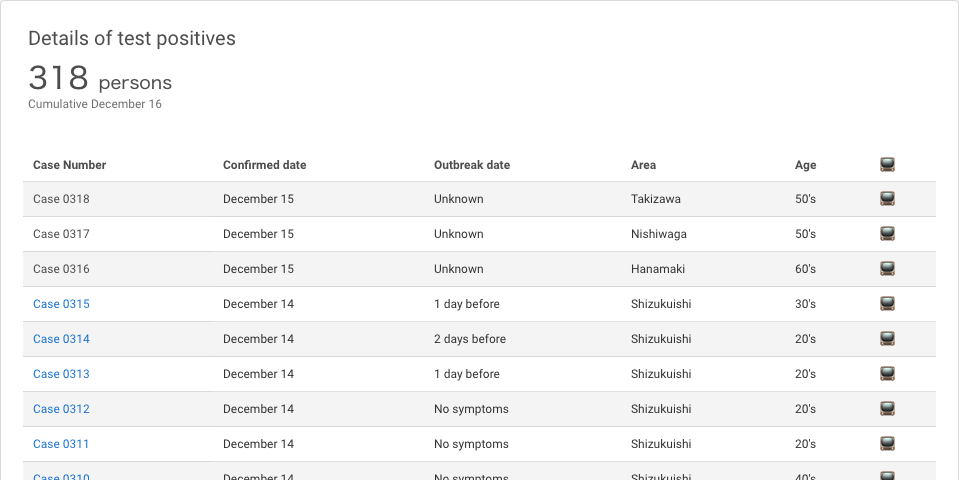 Details of test positives
318 persons
Cumulative December 16
Case Number Confirmed date Outbreak date Area Age
Case 0318 December 15 Unknown Takizawa 50's
Case 0317 December 15 Unknown Nishiwaga 50's
Case 0316 December 15 Unknown Hanamaki 60's
Case 0315 December 14 1 day before Shizukuishi 30's
Case 0314 December 14 2 days before Shizukuishi 20's
Case 0313 December 14 1 day before Shizukuishi 20's
Case 0312 December 14 No symptoms Shizukuishi 20's
Case 0311 December 14 No symptoms Shizukuishi 20's
Case 0310 December 14 No symptoms Shizukuishi 40's